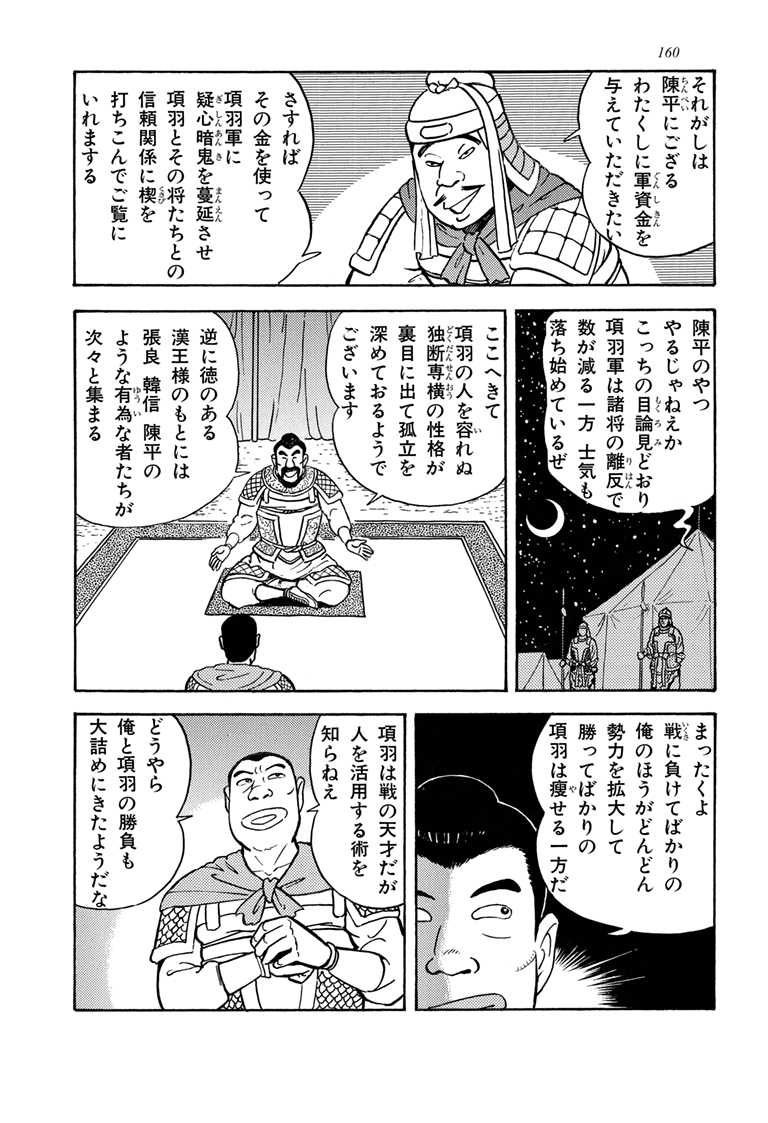 160
それがしは
陳平にござる
わたくしに軍資金を
与えていただきたい
さすれば
その金を使って
項羽軍に
疑心暗鬼を蔓延させ
項羽とその将たちとの
信頼関係に楔を
打ちこんでご覧に
いれまする
陳平のやつ
やるじゃねえか
こっちの目論見どおり
項羽軍は諸将の離反で
数が減る一方 士気も
落ち始めているぜ
ここへきて
項羽の人を容れぬ
独断専横の性格が
裏目に出て孤立を
深めておるようで
ございます
逆に徳のある
漢王様のもとには
張良 韓信 陳平の
ような有為な者たちが
次々と集まる
まったくよ
戦に負けてばかりの
俺のほうがどんどん
勢力を拡大して
勝ってばかりの
項羽は痩せる一方だ
項羽は戦の天才だが
人を活用する術を
知らねえ
どうやら
俺と項羽の勝負も
大詰めにきたようだな